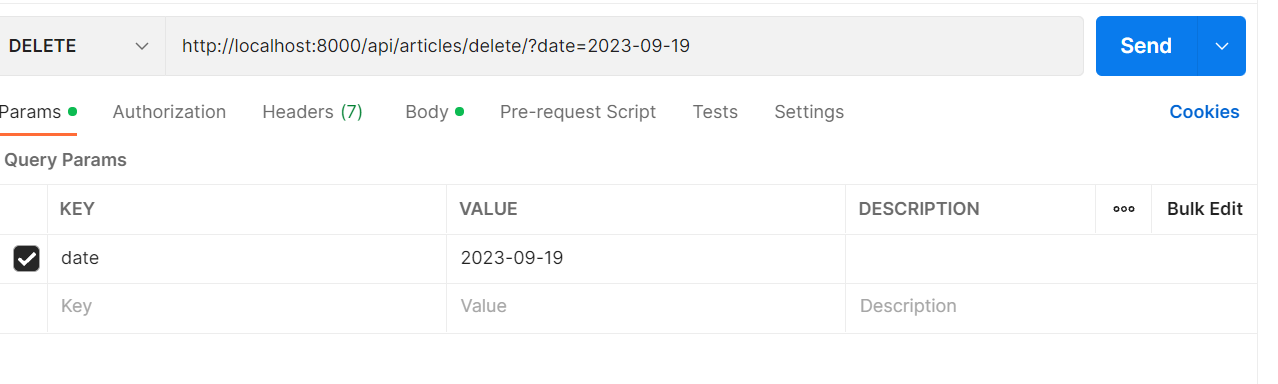 DELETE http://localhost:8000/api/articles/delete/?date=2023-09-19 Send
Params Authorization Headers (7) Body Pre-request Script Tests Settings Cookies
Query Params
KEY VALUE DESCRIPTION ooo Bulk Edit
date 2023-09-19
Key Value Description